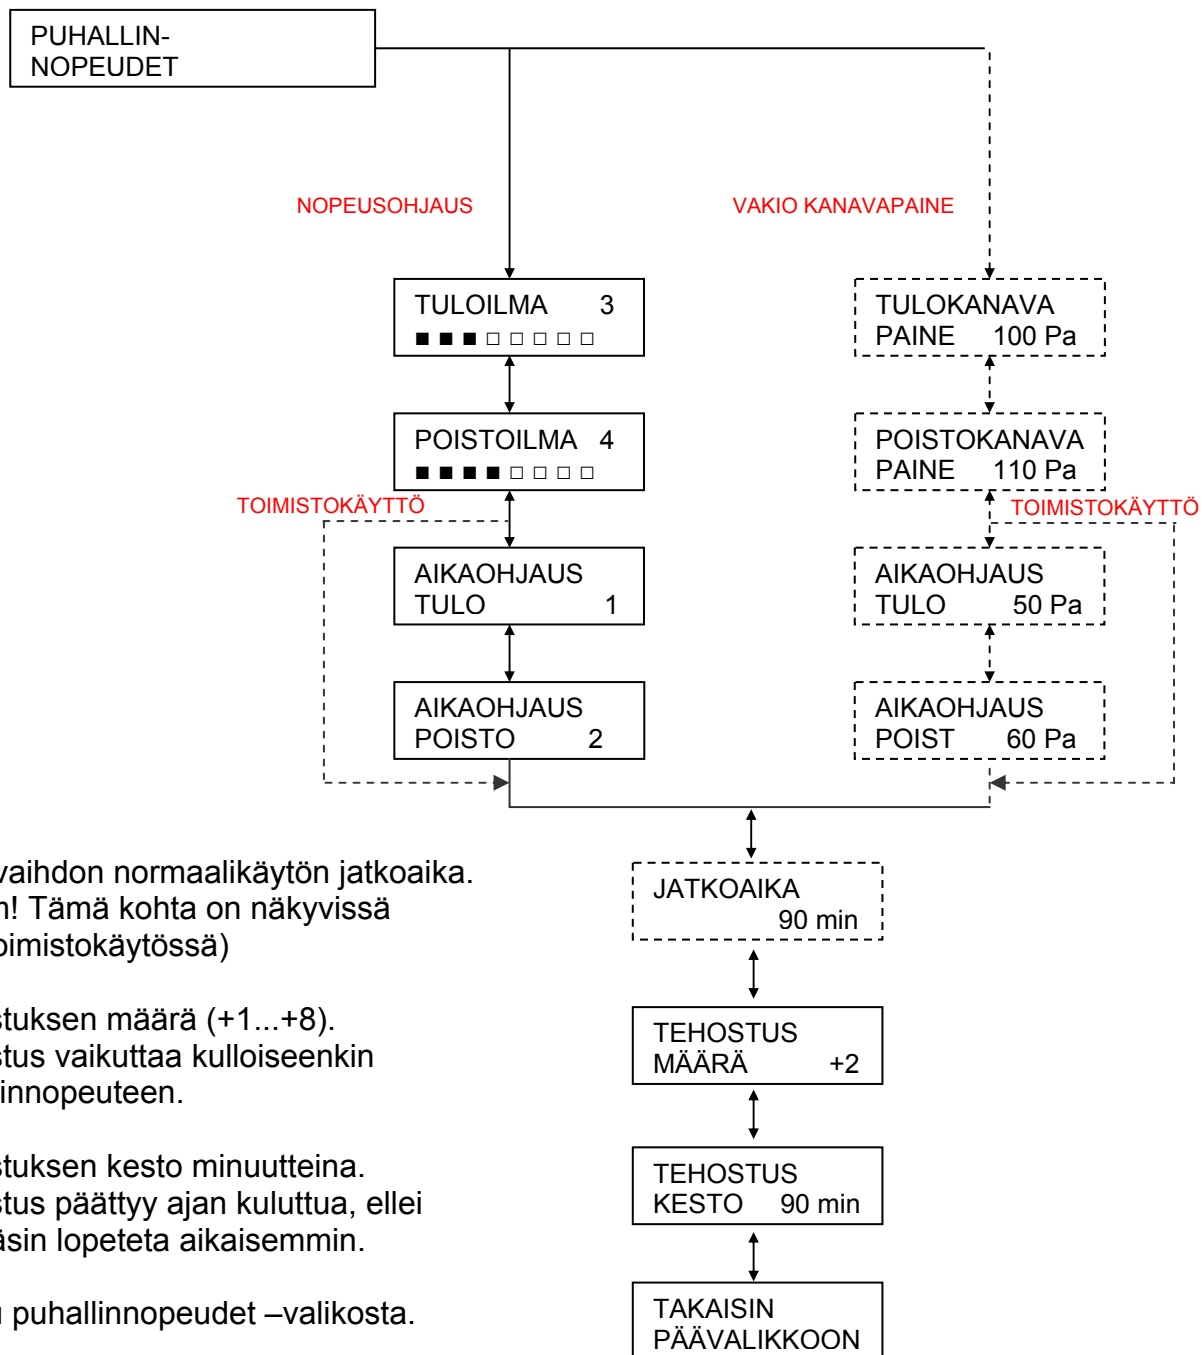 PUHALLIN-
NOPEUDET
NOPEUSOHJAUS
VAKIO KANAVAPAINE
TULOILMA 3
■ ■ ■ □ □ □ □ □
TULOKANAVA
PAINE 100 Pa
POISTOILMA 4
■ ■ ■ ■ □ □ □ □
POISTOKANAVA
PAINE 110 Pa
TOIMISTOKÄYTTÖ
TOIMISTOKÄYTTÖ
AIKAOHJAUS
TULO 1
AIKAOHJAUS
TULO 50 Pa
AIKAOHJAUS
POISTO 2
AIKAOHJAUS
POIST 60 Pa
vaihdon normaalikäytön jatkoaika.
n! Tämä kohta on näkyvissä
oimistokäytössä)
JATKOAIKA
90 min
stuksen määrä (+1...+8).
stus vaikuttaa kulloiseenkin
innopeuteen.
TEHOSTUS
MÄÄRÄ +2
stuksen kesto minuutteina.
stus päättyy ajan kuluttua, ellei
äsin lopeteta aikaisemmin.
TEHOSTUS
KESTO 90 min
u puhallinnopeudet –valikosta.
TAKAISIN
PÄÄVALIKKOON